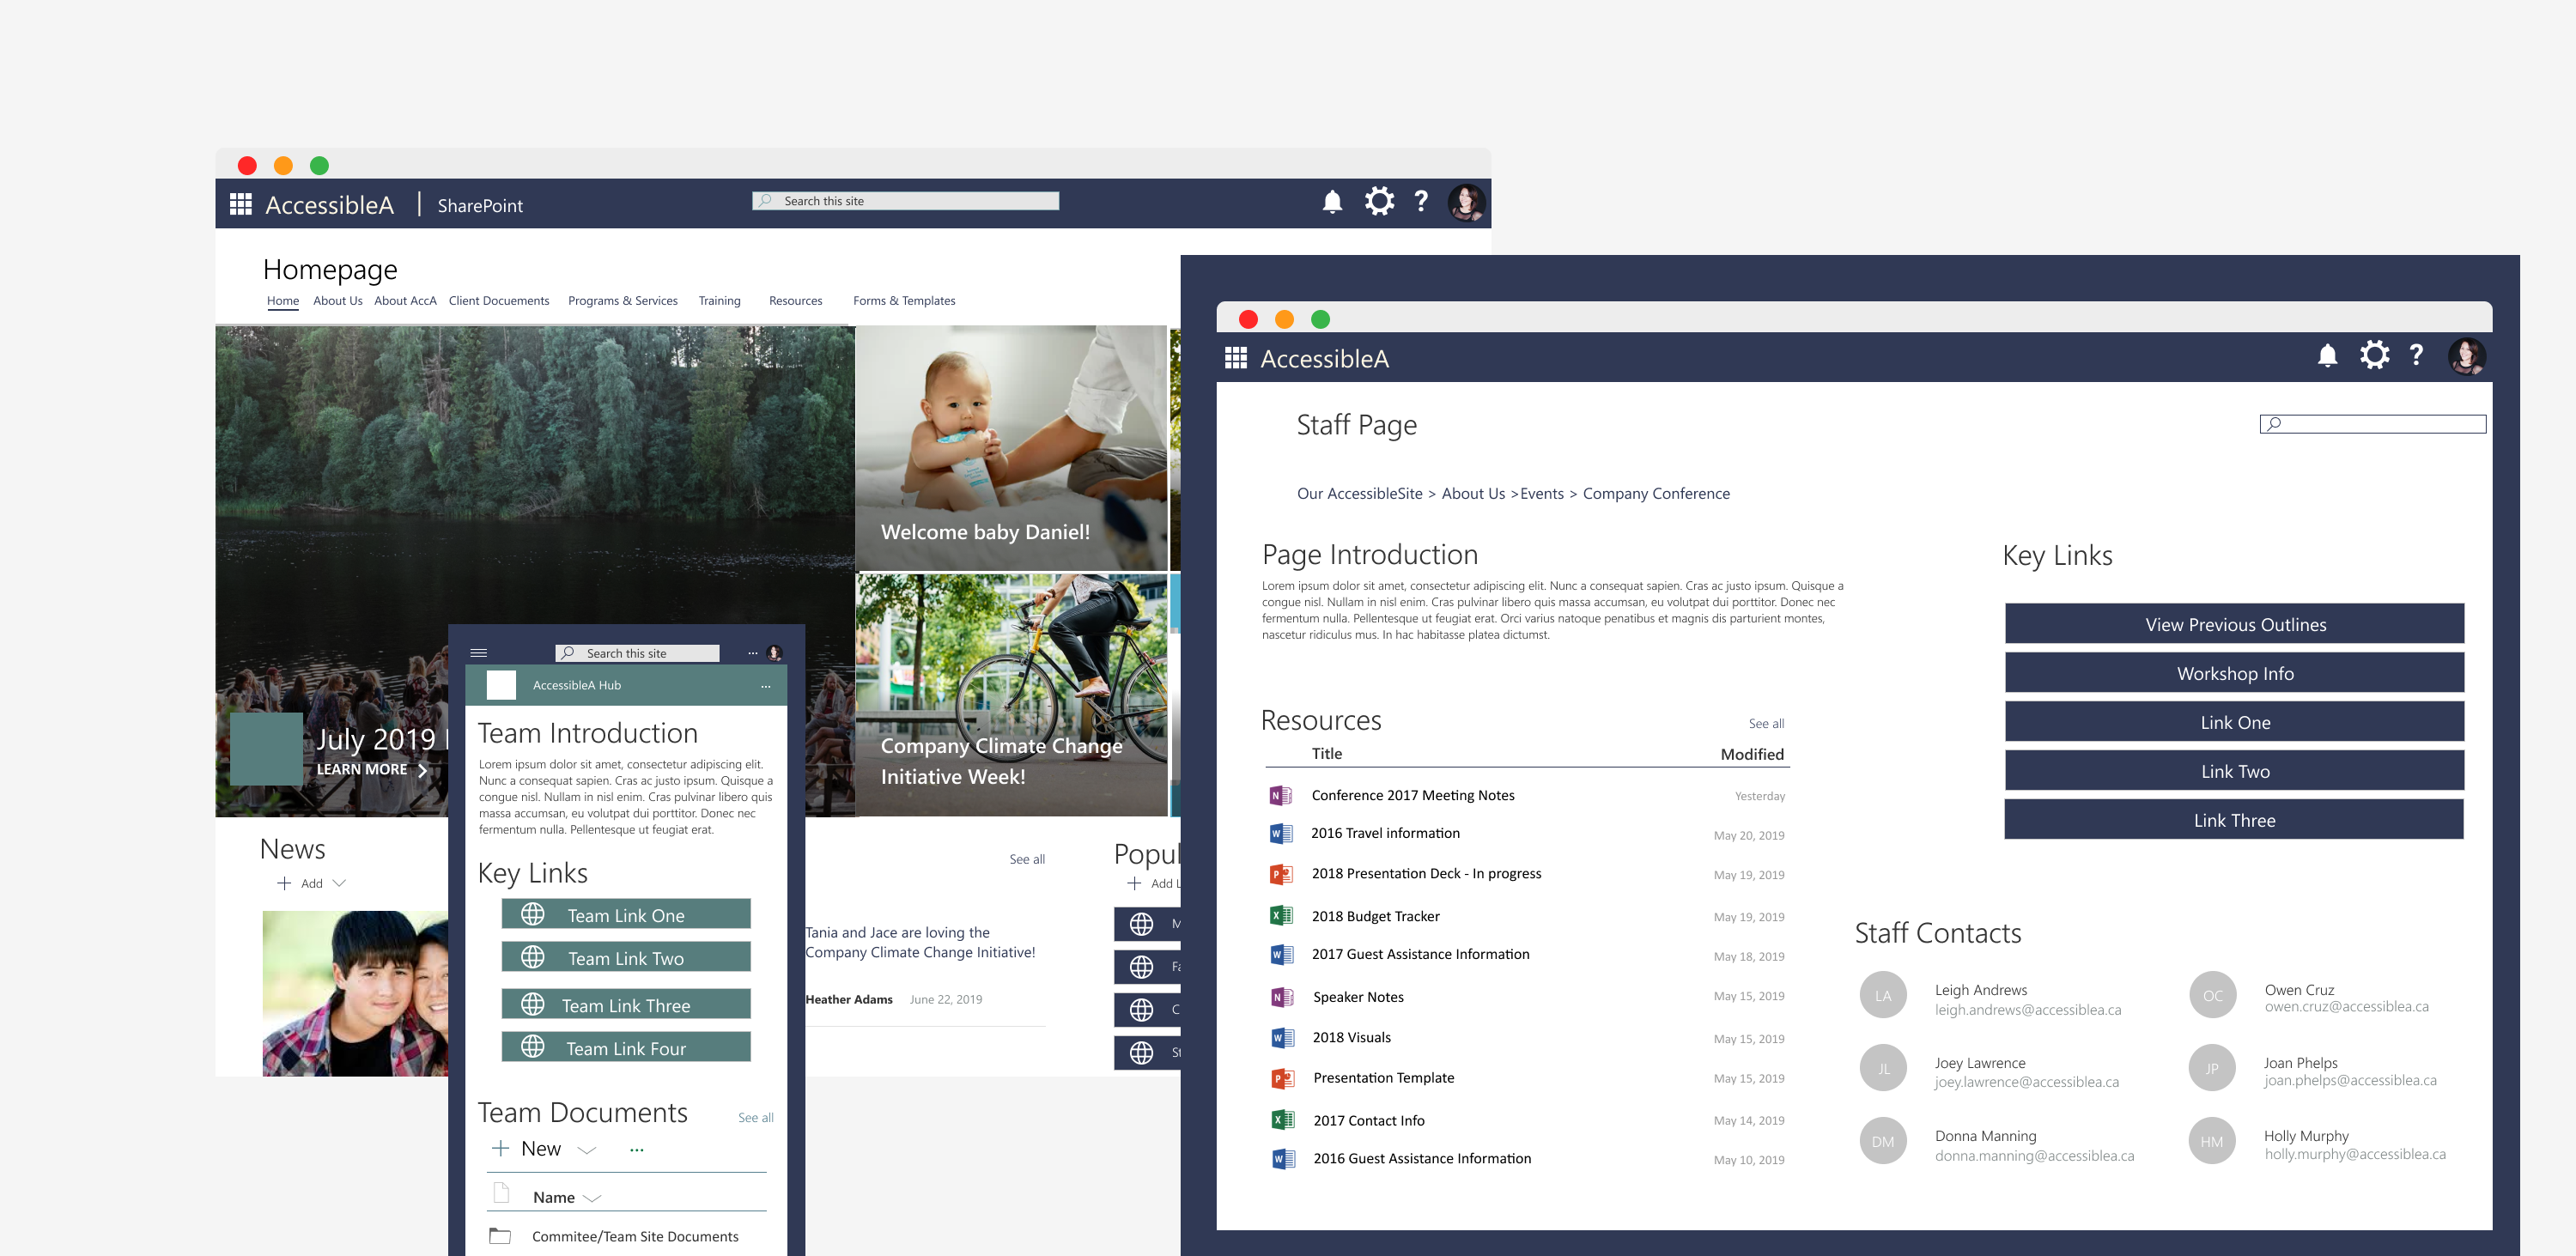 AccessibleA
SharePoint
Search this site
?
Homepage
Home
About Us
About AccA
Client Docuements
Programs & Services
Training
Resources
Forms & Templates
Welcome baby Daniel!
July 2019
LEARN MORE
Company Climate Change
Initiative Week!
News
+ Add
See all
Tania and Jace are loving the
Company Climate Change Initiative!
Heather Adams June 22, 2019
+ Add
Search this site
...
AccessibleA Hub
...
Team Introduction
Lorem ipsum dolor sit amet, consectetur adipiscing elit.
Nunc a consequat sapien. Cras ac justo ipsum. Quisque a
congue nisl. Nullam in nisl enim. Cras pulvinar libero quis
massa accumsan, eu volutpat dui porttitor. Donec nec
fermentum nulla. Pellentesque ut feugiat erat.
Key Links
Team Link One
Team Link Two
Team Link Three
Team Link Four
Team Documents
See all
+ New
...
Name
Commitee/Team Site Documents
AccessibleA
?
Staff Page
Our AccessibleSite > About Us >Events > Company Conference
Page Introduction
Lorem ipsum dolor sit amet, consectetur adipiscing elit. Nunc a consequat sapien. Cras ac justo ipsum. Quisque a
congue nisl. Nullam in nisl enim. Cras pulvinar libero quis massa accumsan, eu volutpat dui porttitor. Donec nec
fermentum nulla. Pellentesque ut feugiat erat. Orci varius natoque penatibus et magnis dis parturient montes,
nascetur ridiculus mus. In hac habitasse platea dictumst.
Resources
See all
Title Modified
Conference 2017 Meeting Notes Yesterday
2016 Travel information May 20, 2019
2018 Presentation Deck - In progress May 19, 2019
2018 Budget Tracker May 19, 2019
2017 Guest Assistance Information May 18, 2019
Speaker Notes May 15, 2019
2018 Visuals May 15, 2019
Presentation Template May 15, 2019
2017 Contact Info May 14, 2019
2016 Guest Assistance Information May 10, 2019
Key Links
View Previous Outlines
Workshop Info
Link One
Link Two
Link Three
Staff Contacts
LA
Leigh Andrews
leigh.andrews@accessiblea.ca
OC
Owen Cruz
owen.cruz@accessiblea.ca
JL
Joey Lawrence
joey.lawrence@accessiblea.ca
JP
Joan Phelps
joan.phelps@accessiblea.ca
DM
Donna Manning
donna.manning@accessiblea.ca
HM
Holly Murphy
holly.murphy@accessiblea.ca